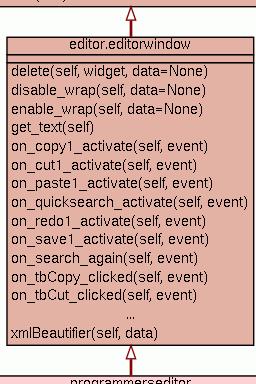 editor.editorwindow
delete(self, widget, data=None)
disable_wrap(self, data=None)
enable_wrap(self, data=None)
get_text(self)
on_copy1_activate(self, event)
on_cut1_activate(self, event)
on_paste1_activate(self, event)
on_quicksearch_activate(self, event)
on_redo1_activate(self, event)
on_save1_activate(self, event)
on_search_again(self, event)
on_tbCopy_clicked(self, event)
on_tbCut_clicked(self, event)
...
xmlBeautifier(self, data)
programmerseditor